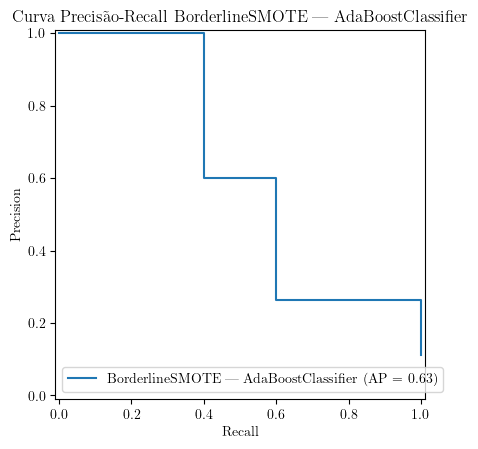 Curva Precisão-Recall BorderlineSMOTE — AdaBoostClassifier
1.0
0.8
0.6
0.4
0.2
0.0
Precision
BorderlineSMOTE — AdaBoostClassifier (AP = 0.63)
0.0 0.2 0.4 0.6 0.8 1.0
Recall